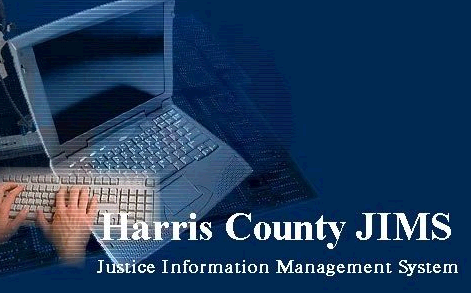 Harris County JIMS
Justice Information Management System